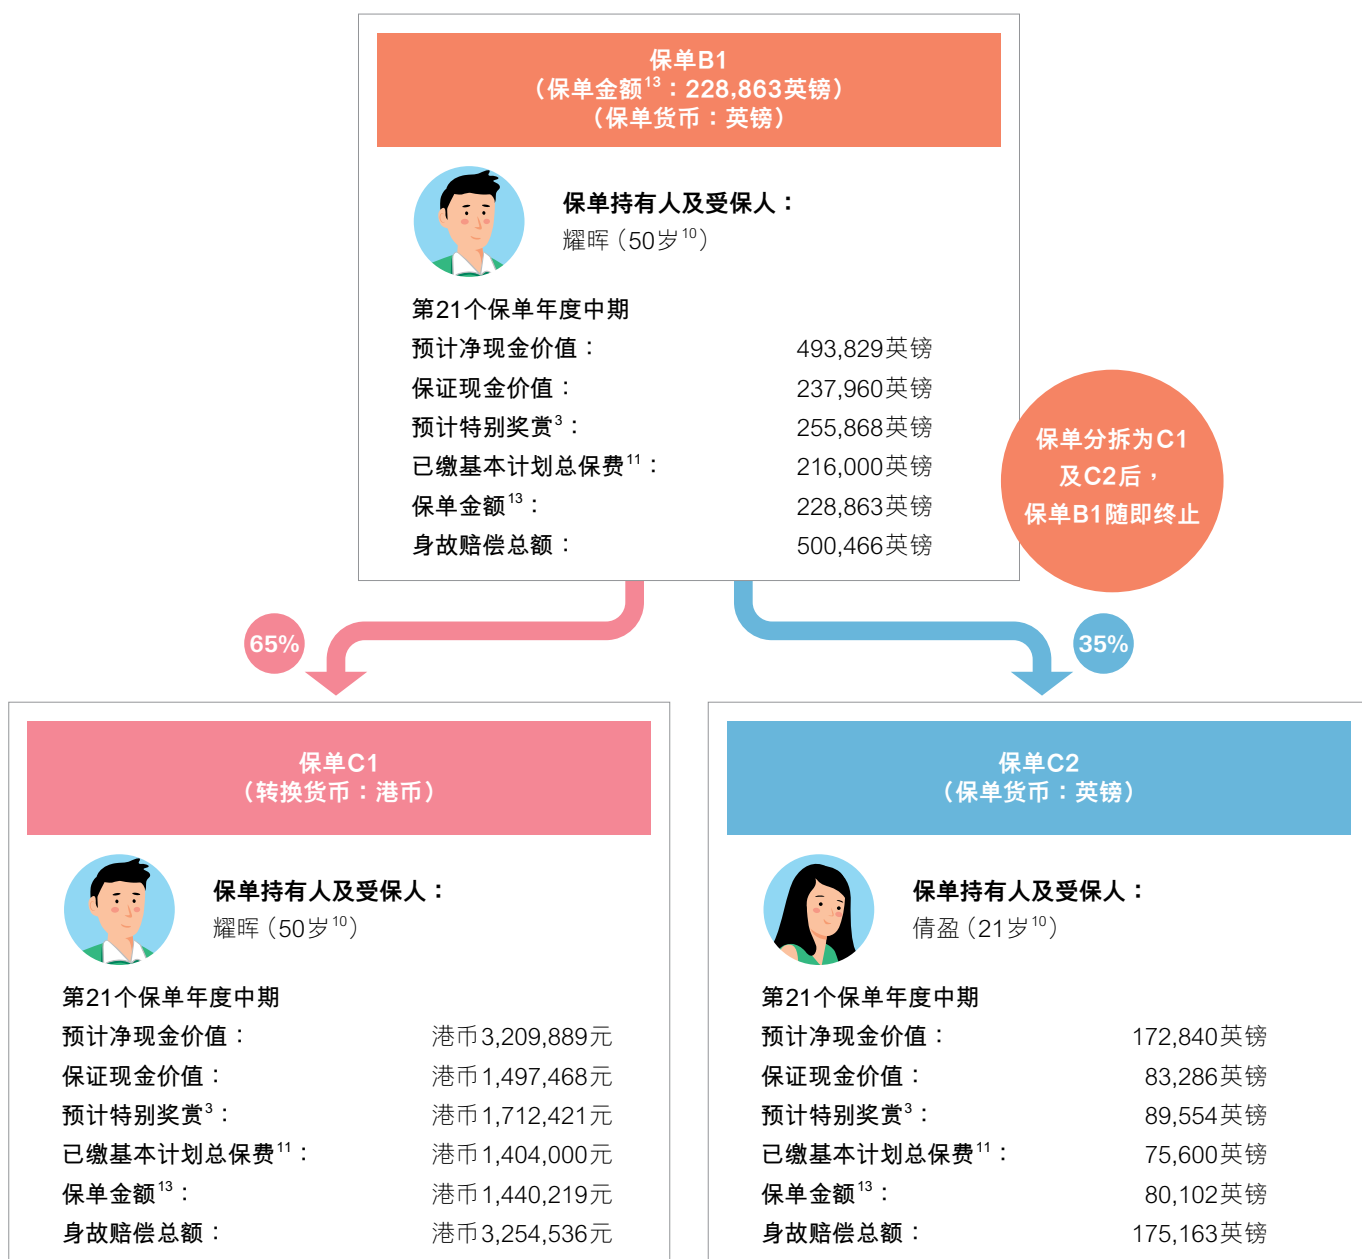 保单B1
（保单金额13：228,863英镑）
（保单货币：英镑）
保单持有人及受保人：
耀晖（50岁10）
第21个保单年度中期
预计净现金价值： 493,829英镑
保证现金价值： 237,960英镑
预计特别奖赏3： 255,868英镑
已缴基本计划总保费11： 216,000英镑
保单金额13： 228,863英镑
身故赔偿总额： 500,466英镑
保单分拆为C1
及C2后，
保单B1随即终止
65%
35%
保单C1
（转换货币：港币）
保单持有人及受保人：
耀晖（50岁10）
第21个保单年度中期
预计净现金价值： 港币3,209,889元
保证现金价值： 港币1,497,468元
预计特别奖赏3： 港币1,712,421元
已缴基本计划总保费11： 港币1,404,000元
保单金额13： 港币1,440,219元
身故赔偿总额： 港币3,254,536元
保单C2
（保单货币：英镑）
保单持有人及受保人：
倩盈（21岁10）
第21个保单年度中期
预计净现金价值： 172,840英镑
保证现金价值： 83,286英镑
预计特别奖赏3： 89,554英镑
已缴基本计划总保费11： 75,600英镑
保单金额13： 80,102英镑
身故赔偿总额： 175,163英镑